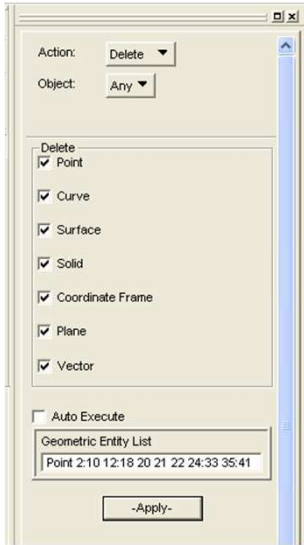 Action: Delete
Object: Any
Delete
Point
Curve
Surface
Solid
Coordinate Frame
Plane
Vector
Auto Execute
Geometric Entity List
Point 2:10 12:18 20 21 22 24:33 35:41
-Apply-